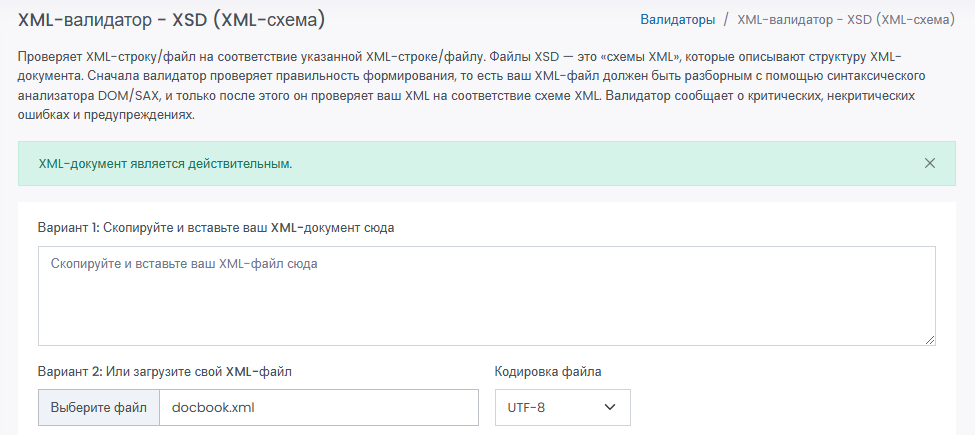 XML-валидатор - XSD (XML-схема)
Валидаторы / XML-валидатор - XSD (XML-схема)
Проверяет XML-строку/файл на соответствие указанной XML-строке/файлу. Файлы XSD — это «схемы XML», которые описывают структуру XML-
документа. Сначала валидатор проверяет правильность формирования, то есть ваш XML-файл должен быть разборным с помощью синтаксического
анализатора DOM/SAX, и только после этого он проверяет ваш XML на соответствие схеме XML. Валидатор сообщает о критических, некритических
ошибках и предупреждениях.
XML-документ является действительным.
Вариант 1: Скопируйте и вставьте ваш XML-документ сюда
Скопируйте и вставьте ваш XML-файл сюда
Вариант 2: Или загрузите свой XML-файл
Кодировка файла
Выберите файл docbook.xml
UTF-8